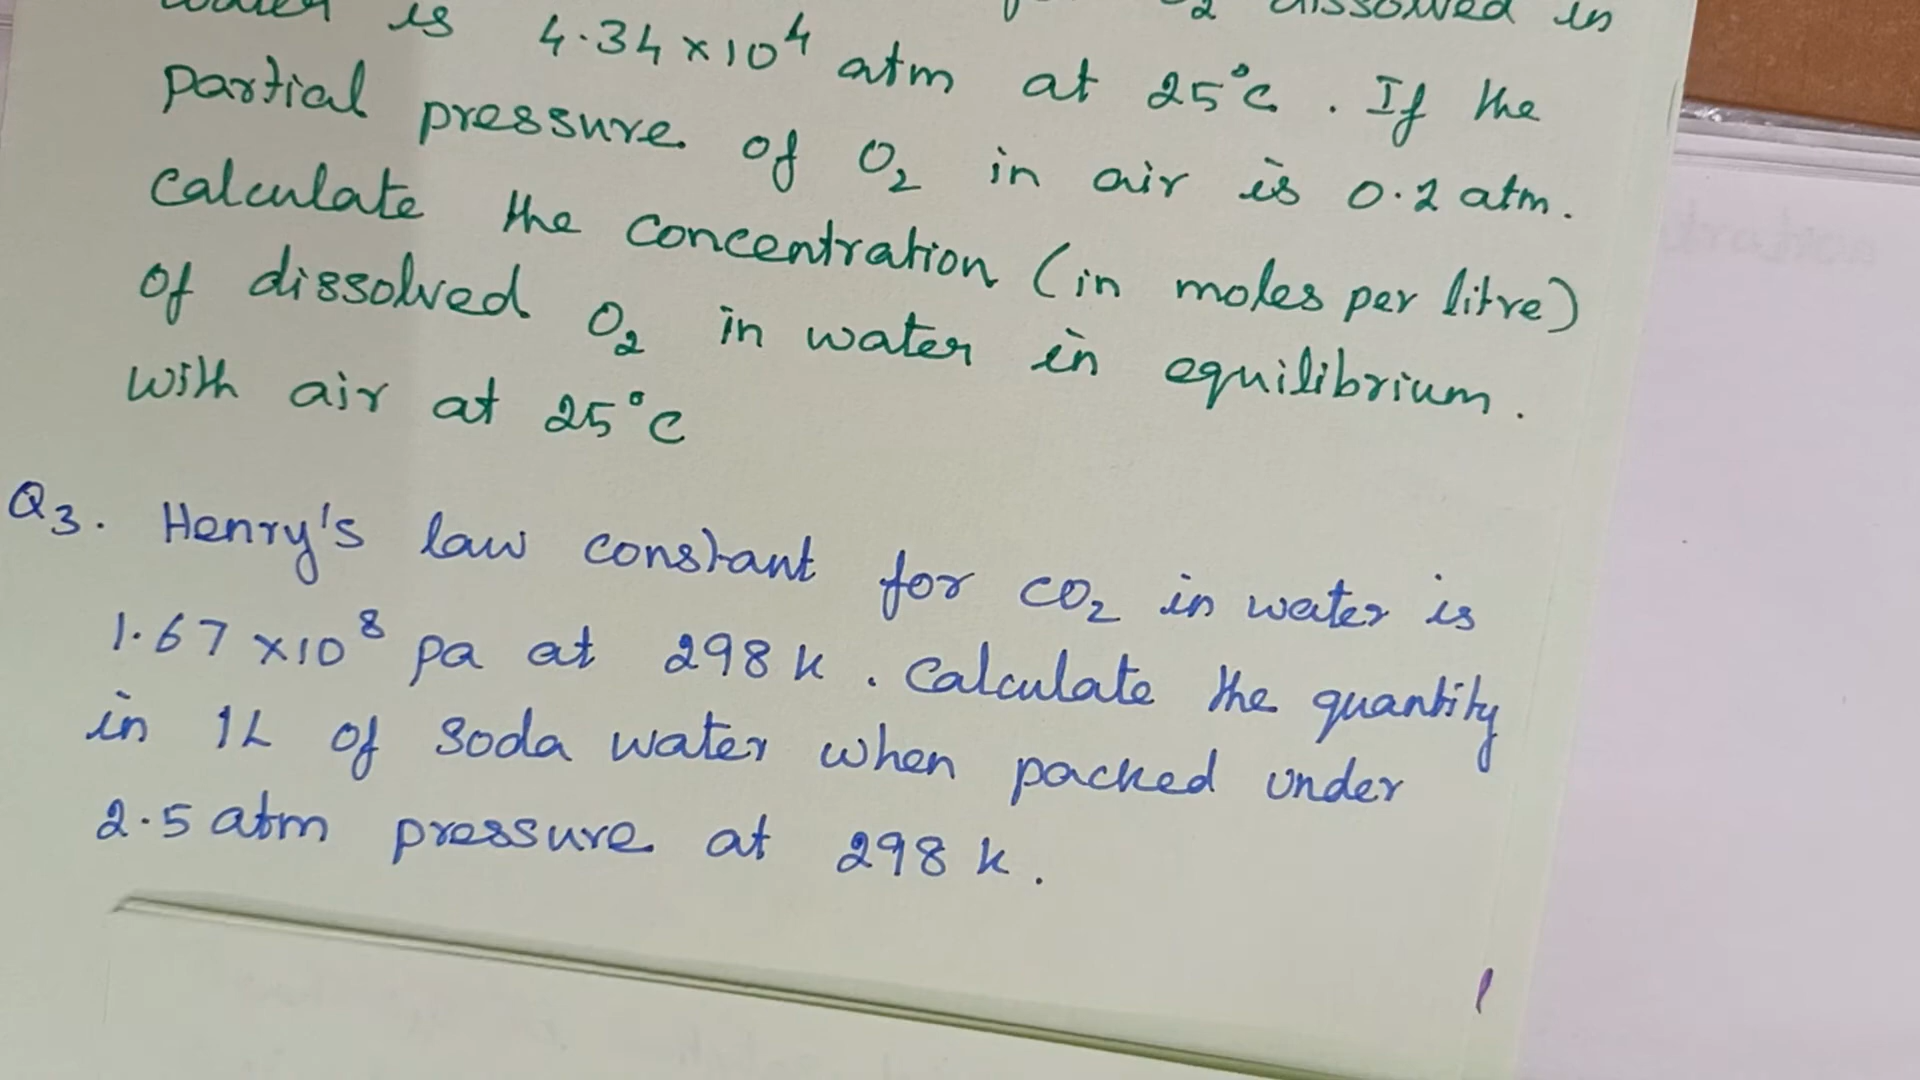 water is 4.34×10⁴ atm at 25°c. If the
partial pressure of O₂ in air is 0.2 atm.
Calculate the concentration (in moles per litre)
of dissolved O₂ in water in equilibrium.
with air at 25°c
Q3. Henry's law constant for CO₂ in water is
1.67 ×10⁸ pa at 298 k. Calculate the quantity
in 1L of soda water when packed under
2.5 atm pressure at 298 k.